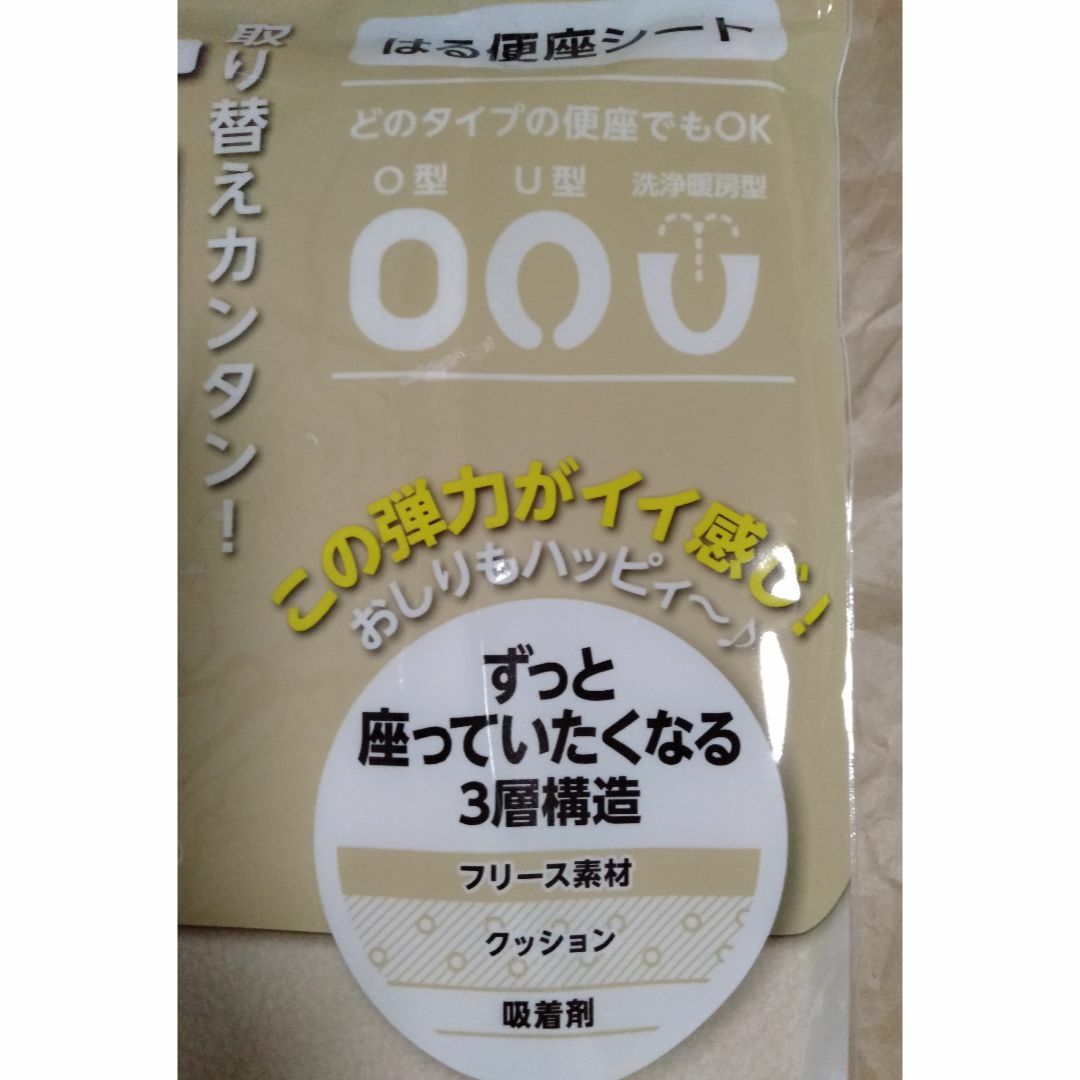 はる便座シート
取り替えカンタン！
どのタイプの便座でもOK
O型 U型 洗浄暖房型
この弾力がイイ感じ！
おしりもハッピィ〜♪
ずっと
座っていたくなる
3層構造
フリース素材
クッション
吸着剤